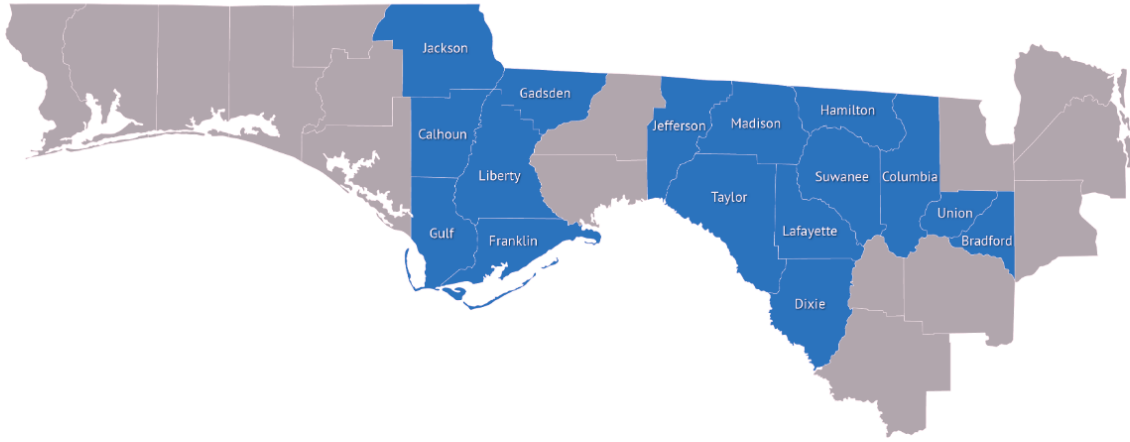 Jackson
Gadsden
Calhoun
Liberty
Gulf
Franklin
Jefferson
Madison
Hamilton
Taylor
Suwanee
Columbia
Lafayette
Union
Bradford
Dixie